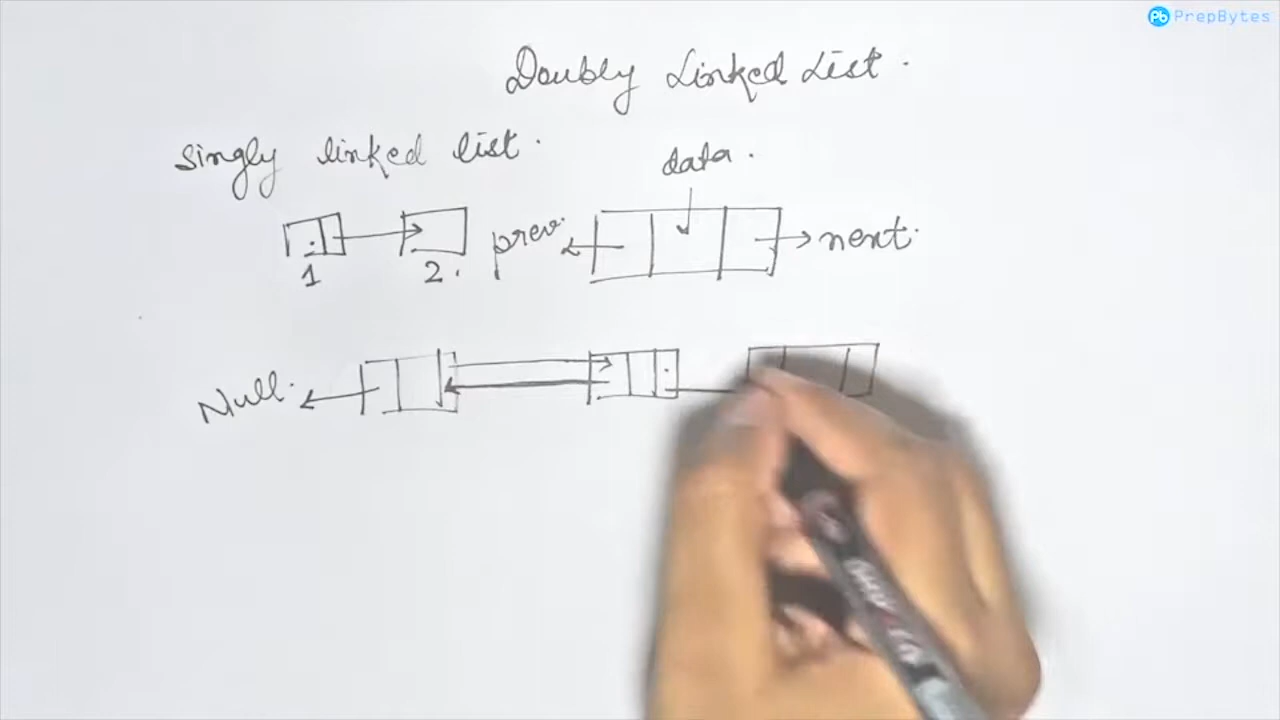 PrepBytes
Doubly Linked List.
Singly linked list.
data.
prev.
next.
1
2.
Null.